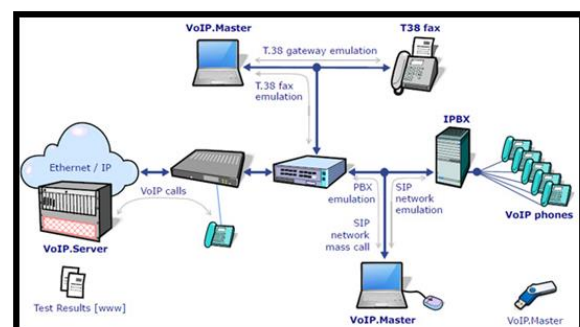 VoIP.Master
T38 fax
T.38 gateway emulation
T.38 fax
emulation
IPBX
Ethernet / IP
VoIP calls
PBX
emulation
SIP
network
emulation
VoIP phones
SIP
network
mass call
VoIP.Server
VoIP.Master
Test Results [www]
VoIP.Master